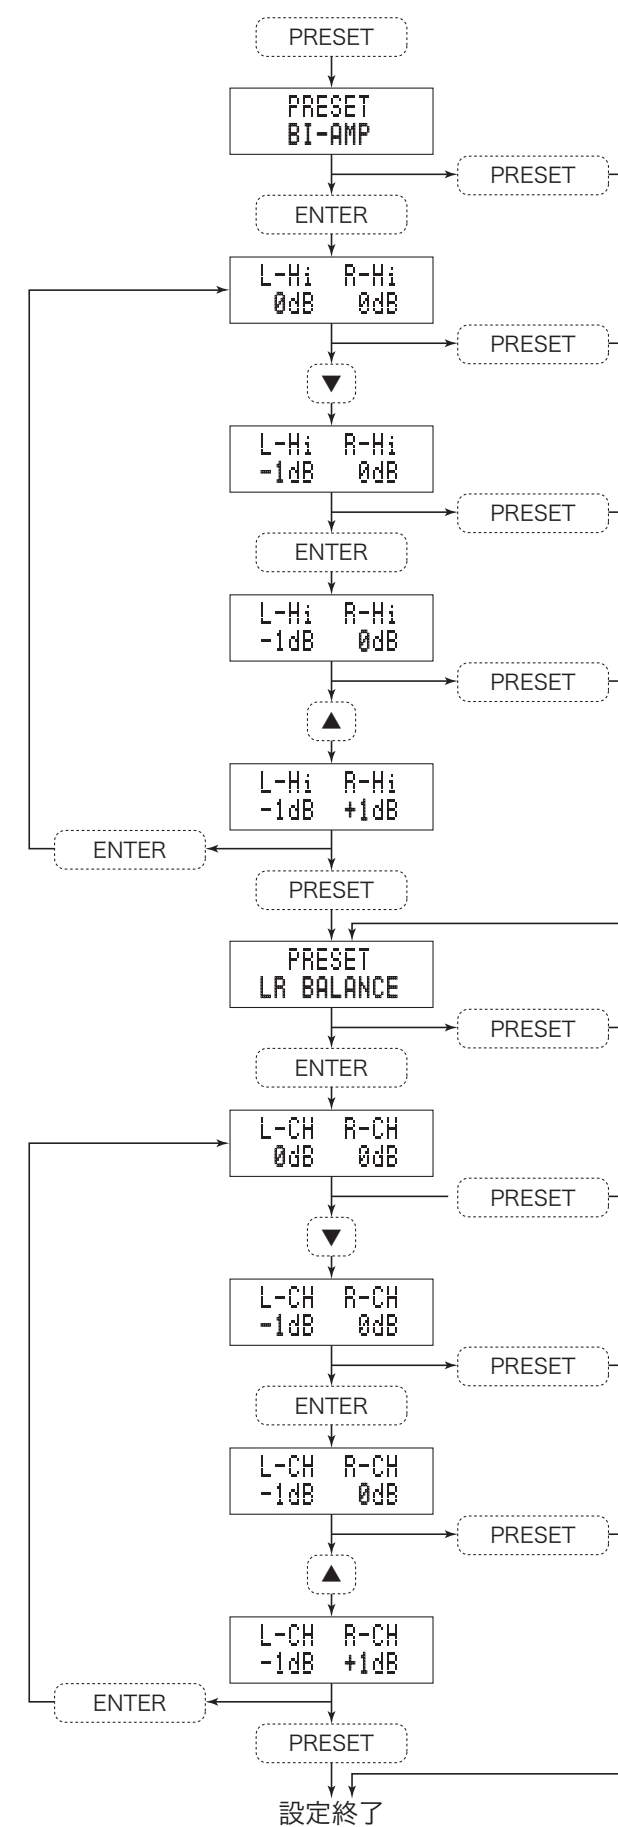 PRESET
PRESET
BI-AMP
PRESET
ENTER
L-Hi R-Hi
0dB 0dB
PRESET
▼
L-Hi R-Hi
-1dB 0dB
PRESET
ENTER
L-Hi R-Hi
-1dB 0dB
PRESET
▲
L-Hi R-Hi
-1dB +1dB
ENTER
PRESET
PRESET
LR BALANCE
PRESET
ENTER
L-CH R-CH
0dB 0dB
PRESET
▼
L-CH R-CH
-1dB 0dB
PRESET
ENTER
L-CH R-CH
-1dB 0dB
PRESET
▲
L-CH R-CH
-1dB +1dB
ENTER
PRESET
設定終了